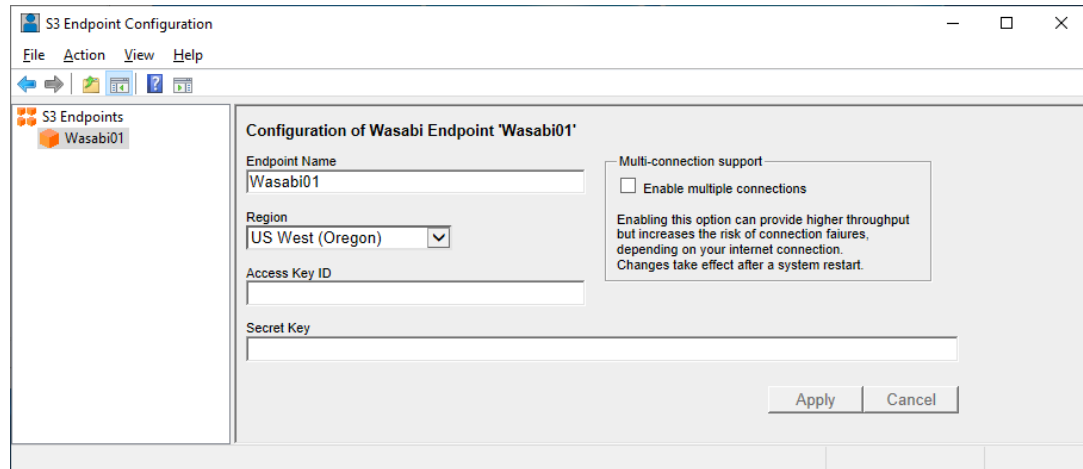 S3 Endpoint Configuration
File Action View Help
S3 Endpoints
Wasabi01
Configuration of Wasabi Endpoint 'Wasabi01'
Endpoint Name
Wasabi01
Region
US West (Oregon)
Access Key ID
Secret Key
Multi-connection support
Enable multiple connections
Enabling this option can provide higher throughput
but increases the risk of connection faiures,
depending on your internet connection.
Changes take effect after a system restart.
Apply Cancel